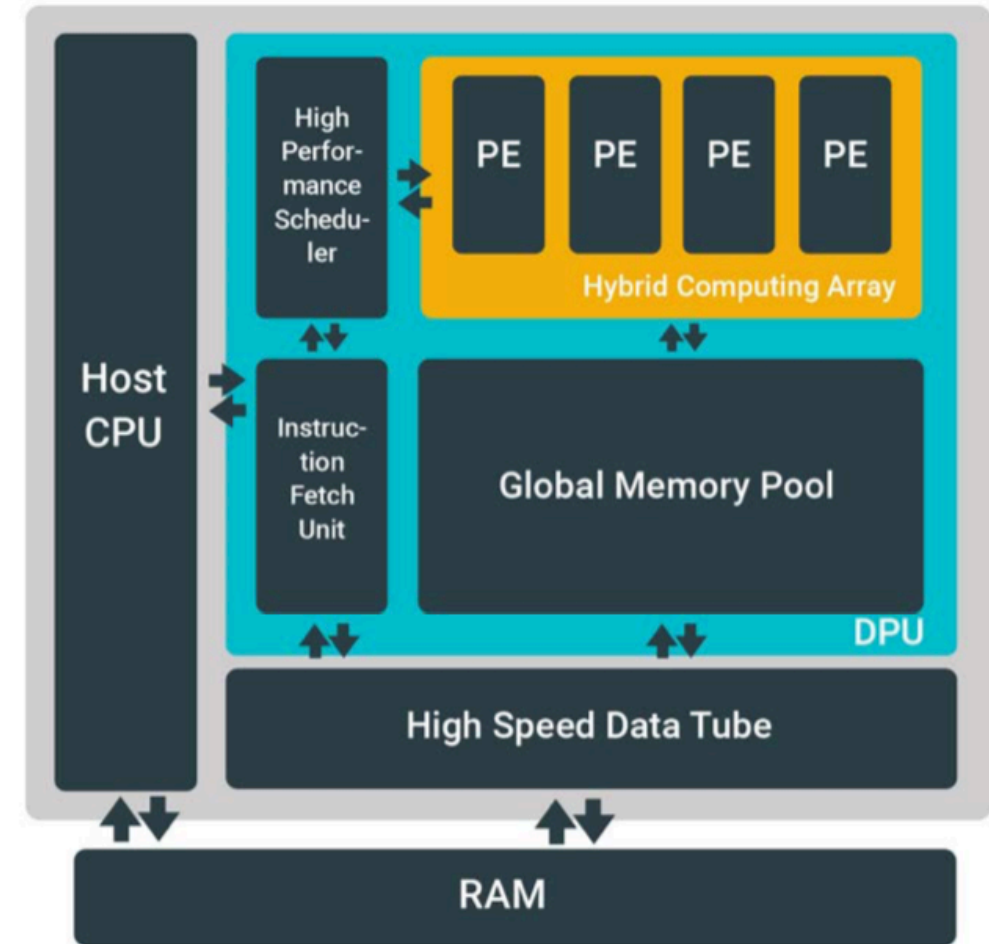 High
Perfor-
mance
Schedu-
ler
PE
PE
PE
PE
Hybrid Computing Array
Host
CPU
Instruc-
tion
Fetch
Unit
Global Memory Pool
DPU
High Speed Data Tube
RAM